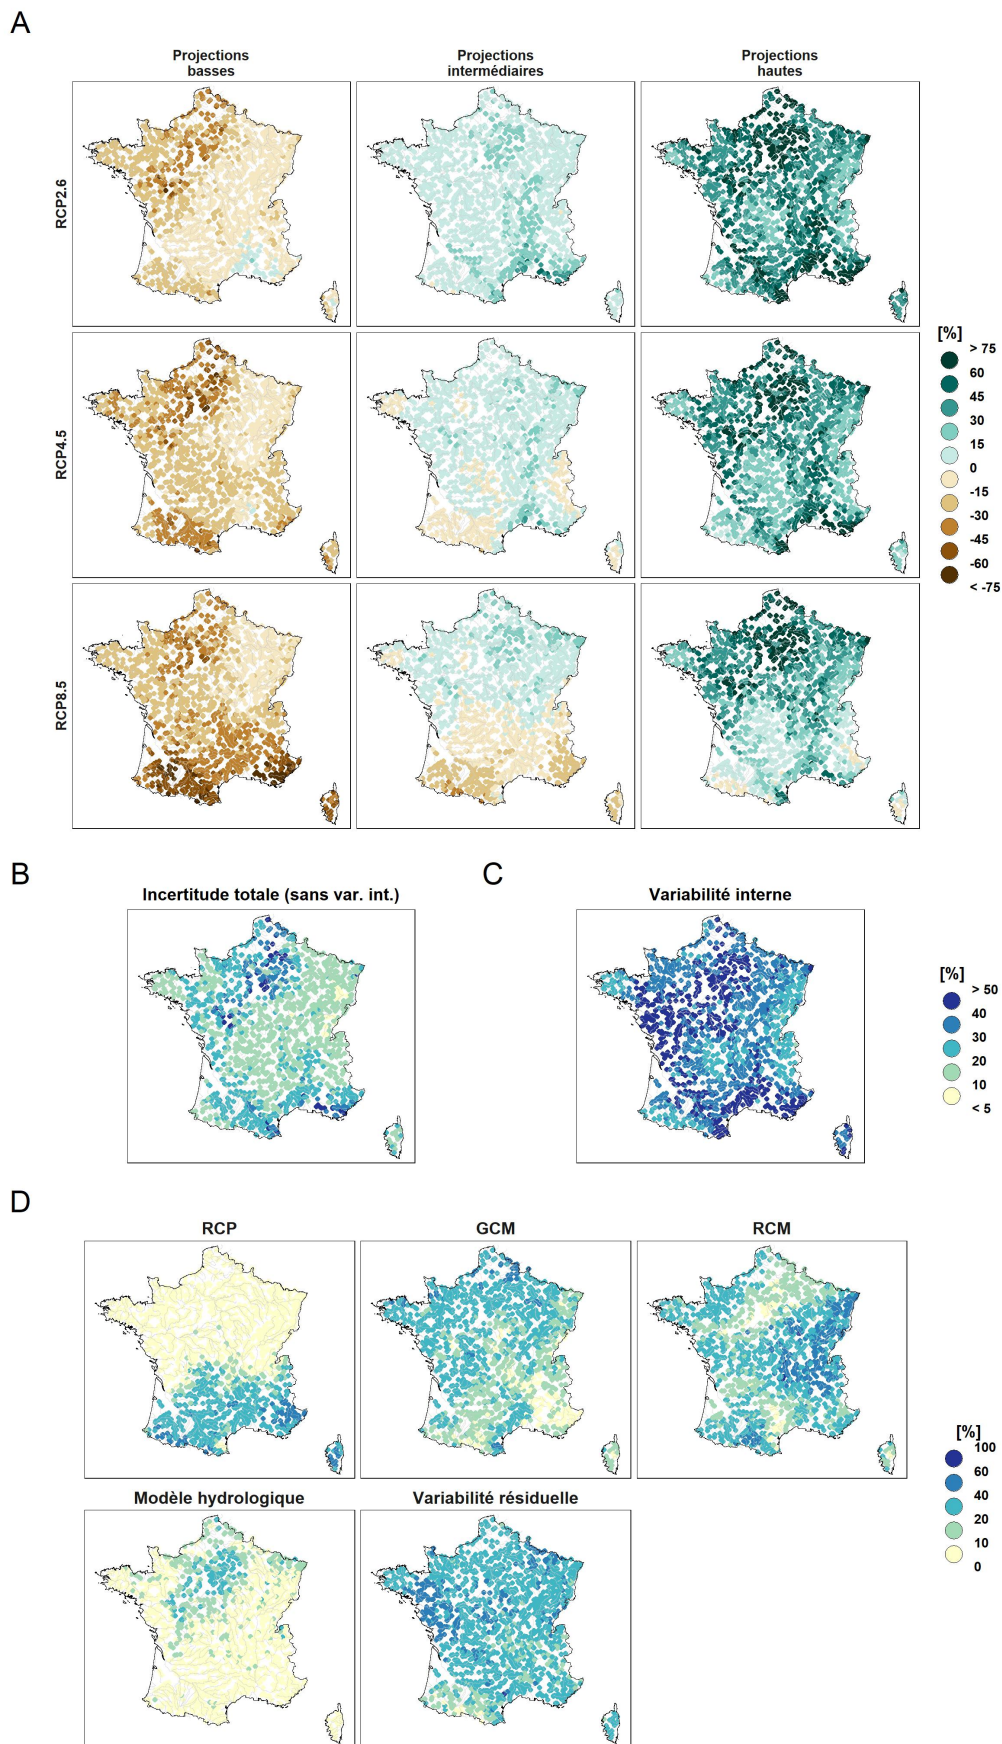 A
Projections
basses
Projections
intermédiaires
Projections
hautes
RCP2.6
RCP4.5
RCP8.5
[%]
> 75
60
45
30
15
0
-15
-30
-45
-60
< -75
B
Incertitude totale (sans var. int.)
C
Variabilité interne
[%]
> 50
40
30
20
10
< 5
D
RCP
GCM
RCM
Modèle hydrologique
Variabilité résiduelle
[%]
100
60
40
20
10
0